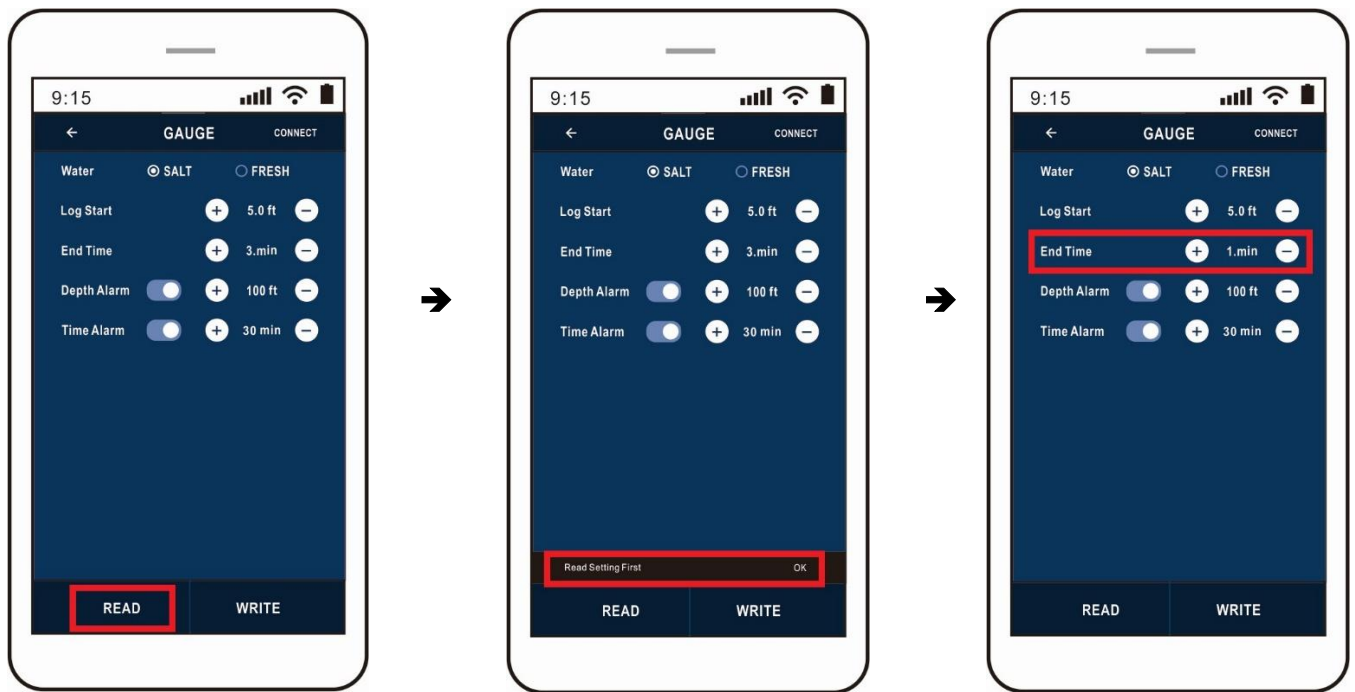 9:15
← GAUGE CONNECT
Water SALT FRESH
Log Start + 5.0 ft −
End Time + 3.min −
Depth Alarm + 100 ft −
Time Alarm + 30 min −
READ WRITE
9:15
← GAUGE CONNECT
Water SALT FRESH
Log Start + 5.0 ft −
End Time + 3.min −
Depth Alarm + 100 ft −
Time Alarm + 30 min −
Read Setting First OK
READ WRITE
9:15
← GAUGE CONNECT
Water SALT FRESH
Log Start + 5.0 ft −
End Time + 1.min −
Depth Alarm + 100 ft −
Time Alarm + 30 min −
READ WRITE